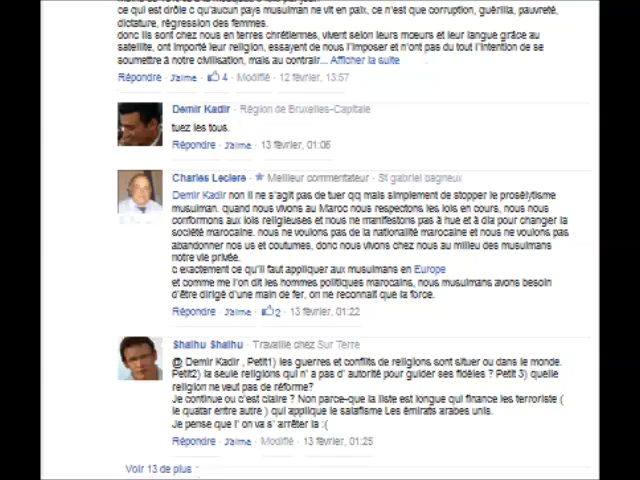 ce qui est drôle c qu'aucun pays musulman ne vit en paix, ce n'est que corruption, guérilla, pauvreté,
dictature, régression des femmes.
donc ils sont chez nous en terres chrétiennes, vivent selon leurs mœurs et leur langue grâce au
satellite, ont importé leur religion, essayent de nous l'imposer et n'ont pas du tout l'intention de se
soumettre à notre civilisation, mais au contrair... Afficher la suite
Répondre · J'aime · 4 · Modifié · 12 février, 13:57
Demir Kadir · Région de Bruxelles-Capitale
tuez les tous.
Répondre · J'aime · 13 février, 01:06
Charles Leclere · Meilleur commentateur · St gabriel bagneux
Demir Kadir non il ne s'agit pas de tuer qq mais simplement de stopper le prosélytisme
musulman. quand nous vivons au Maroc nous respectons les lois en cours, nous nous
conformons aux lois religieuses et nous ne manifestons pas à hue et à dia pour changer la
société marocaine. nous ne voulons pas de la nationalité marocaine et nous ne voulons pas
abandonner nos us et coutumes, donc nous vivons chez nous au milieu des musulmans
notre vie privée.
c exactement ce qu'il faut appliquer aux musulmans en Europe
et comme me l'on dit les hommes politiques marocains, nous musulmans avons besoin
d'être dirigé d'une main de fer, on ne reconnait que la force.
Répondre · J'aime · 2 · 13 février, 01:22
Shaihu Shaihu · Travaille chez Sur Terre
@ Demir Kadir , Petit1) les guerres et conflits de religions sont situer ou dans le monde.
Petit2) la seule religions qui n' a pas d' autorité pour guider ses fidèles ? Petit 3) quelle
religion ne veut pas de réforme?
Je continue ou c'est claire ? Non parce-que la liste est longue qui finance les terroriste (
le quatar entre autre ) qui applique le salafisme Les émirats arabes unis.
Je pense que l' on va s' arrêter la :(
Répondre · J'aime · Modifié · 13 février, 01:25
Voir 13 de plus